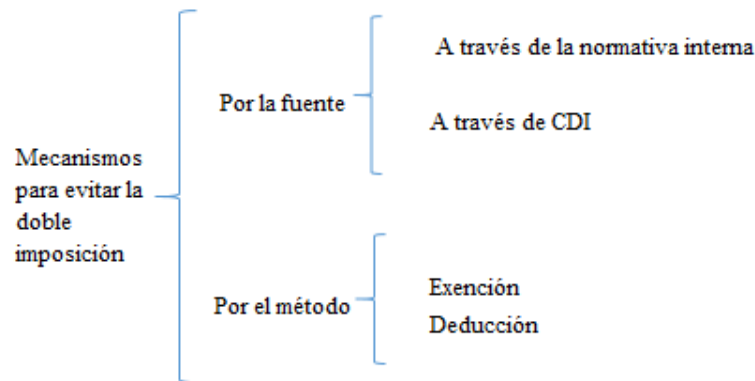 Mecanismos
para evitar la
doble
imposición
Por la fuente
A través de la normativa interna
A través de CDI
Por el método
Exención
Deducción